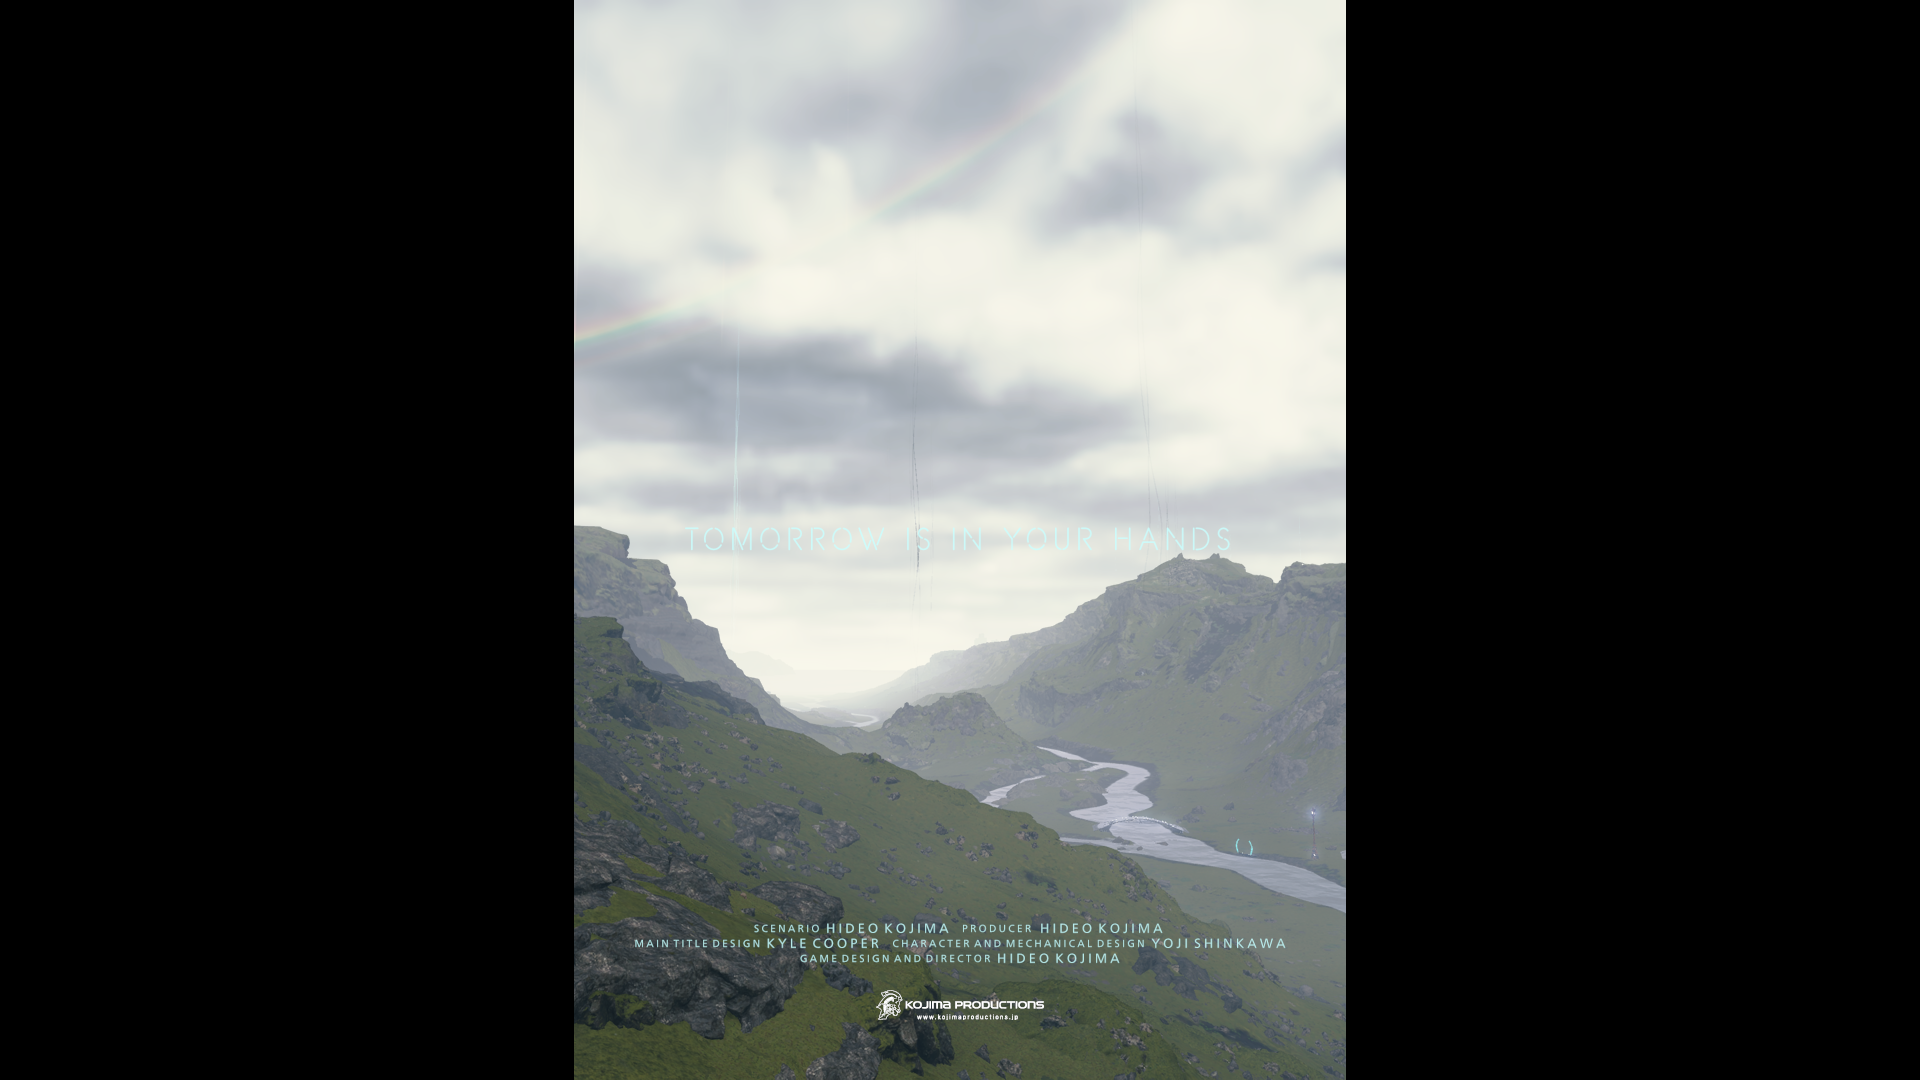 TOMORROW IS IN YOUR HANDS
SCENARIO HIDEO KOJIMA PRODUCER HIDEO KOJIMA
MAIN TITLE DESIGN KYLE COOPER CHARACTER AND MECHANICAL DESIGN YOJI SHINKAWA
GAME DESIGN AND DIRECTOR HIDEO KOJIMA
KOJIMA PRODUCTIONS
www.kojimaproductions.jp